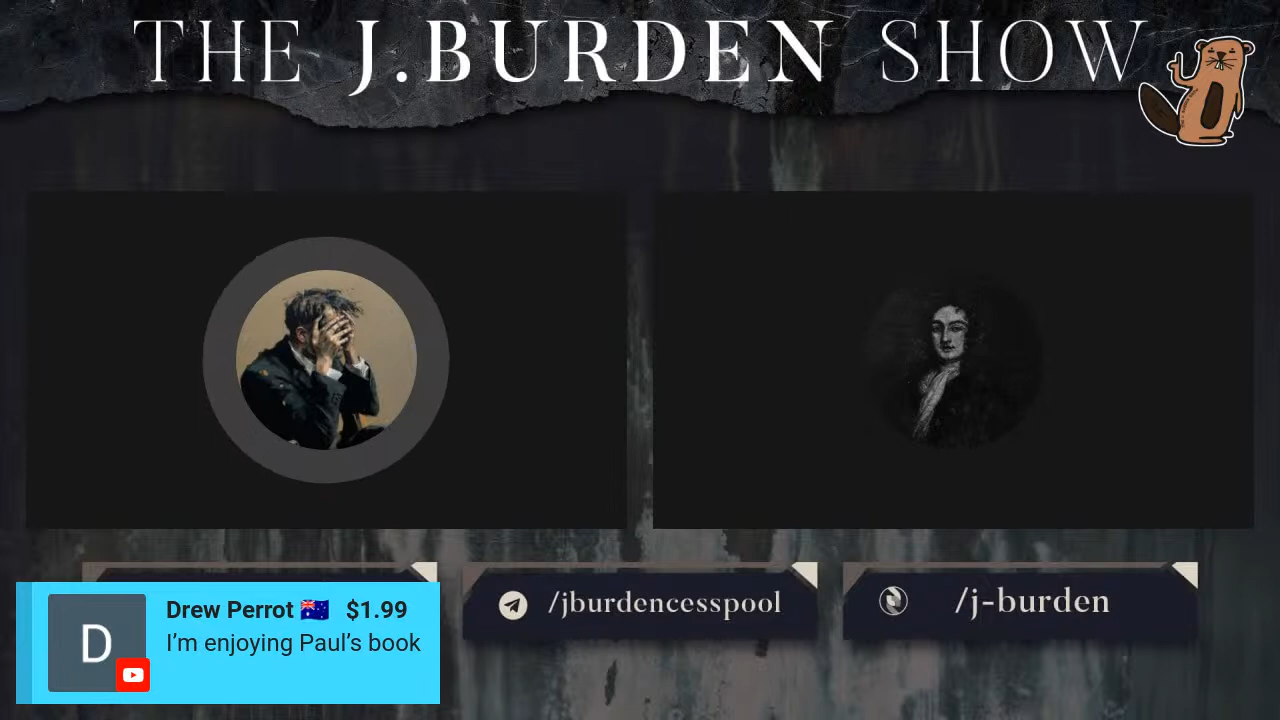 THE J.BURDEN SHOW
Drew Perrot 🇦🇺 $1.99
I’m enjoying Paul’s book
D
/jburdencesspool
/j-burden